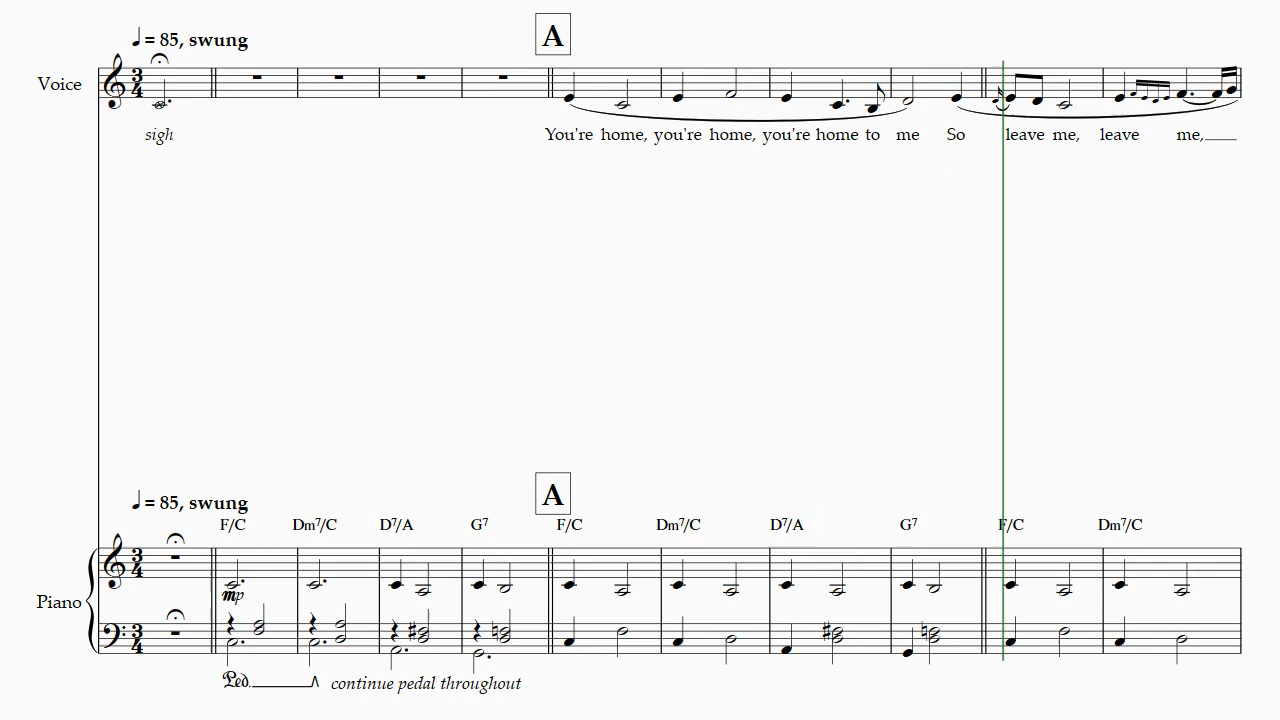 ♩= 85, swung
A
Voice
sigh You're home, you're home, you're home to me So leave me, leave me,
A
♩= 85, swung
F/C Dm7/C D7/A G7 F/C Dm7/C D7/A G7 F/C Dm7/C
mp
Piano
Ped. continue pedal throughout